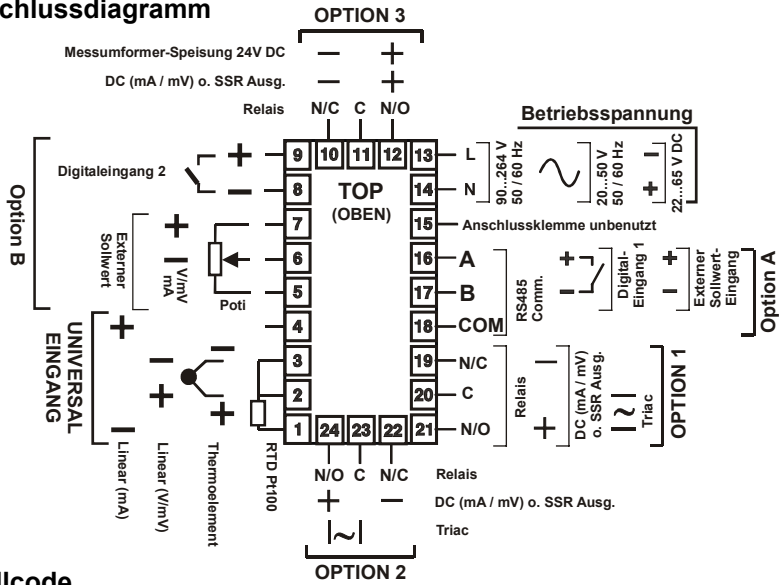 chlussdiagramm
OPTION 3
Messumformer-Speisung 24V DC — +
DC (mA / mV) o. SSR Ausg. — +
Relais N/C C N/O
Betriebsspannung
Option B
Digitaleingang 2
+
—
Externer Sollwert
+
—
V/mV
mA
Poti
UNIVERSAL EINGANG
+
—
Linear (mA)
—
+
Linear (V/mV)
—
+
Thermoelement
RTD Pt100
9 10 11 12 13
8
7
6
5
4
3
2
1 24 23 22 21
TOP
(OBEN)
14
15
16
17
18
19
20
L
N
90...264 V
50 / 60 Hz
20...50 V
50 / 60 Hz
—
+
22...65 V DC
Anschlussklemme unbenutzt
A
B
COM
RS485
Comm.
+
—
Digital-
Eingang 1
+
—
Externer
Sollwert-
Eingang
Option A
N/C
C
N/O
Relais
—
+
DC (mA / mV)
o. SSR Ausg.
~
Triac
OPTION 1
N/O C N/C Relais
+ — DC (mA / mV) o. SSR Ausg.
~ Triac
OPTION 2
llcode